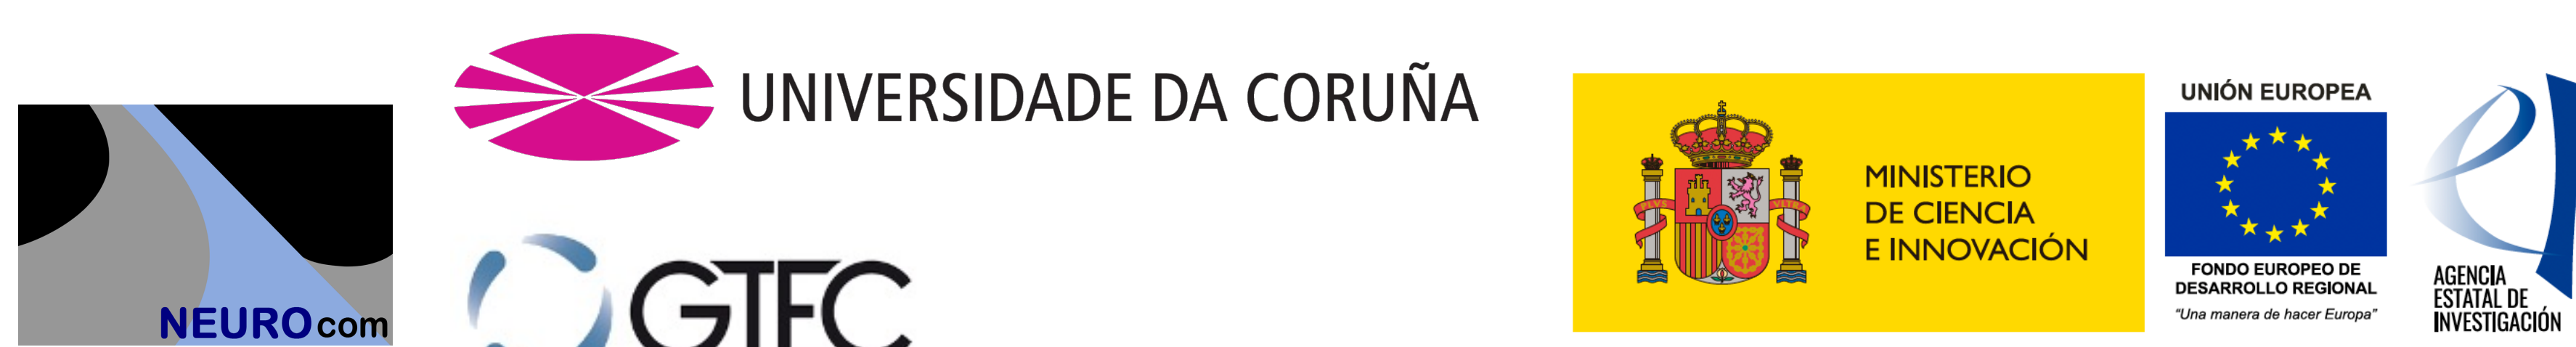 NEUROcom
UNIVERSIDADE DA CORUÑA
GTEC
MINISTERIO
DE CIENCIA
E INNOVACIÓN
UNIÓN EUROPEA
FONDO EUROPEO DE
DESARROLLO REGIONAL
"Una manera de hacer Europa"
AGENCIA
ESTATAL DE
INVESTIGACIÓN